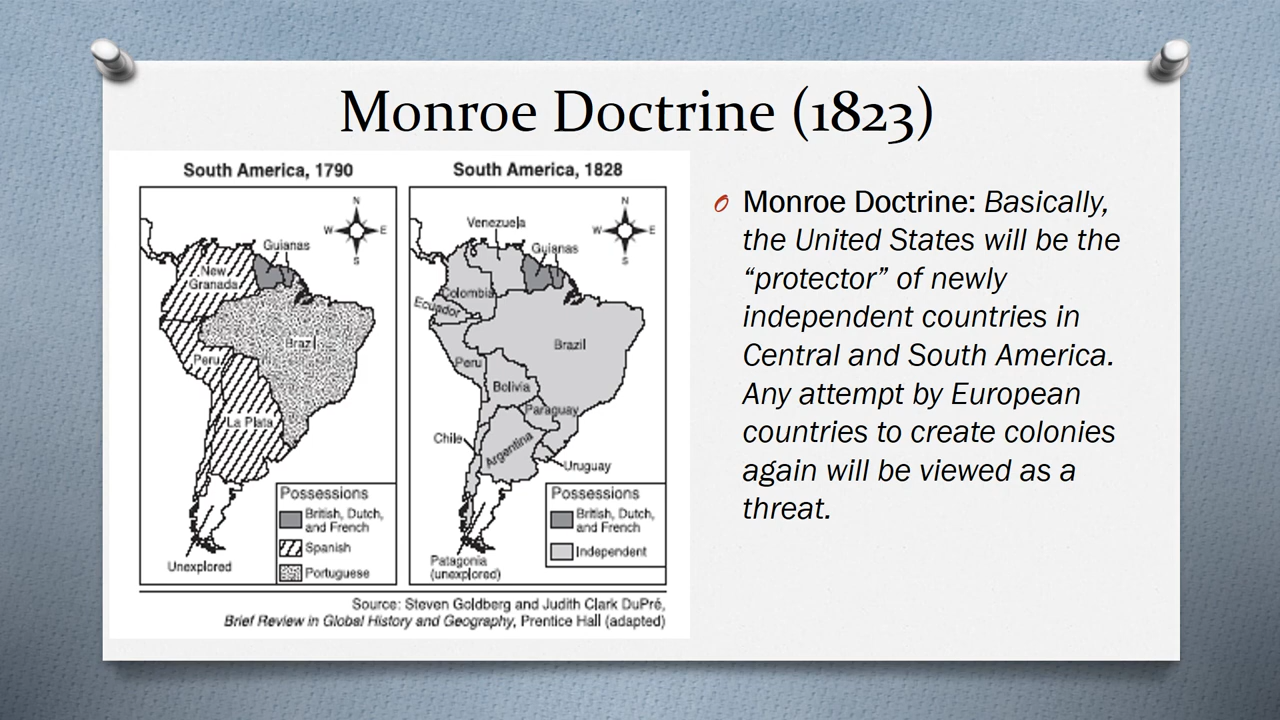 Monroe Doctrine (1823)
South America, 1790
N
W E
S
Guianas
New
Granada
Brazil
Peru
La Plata
Unexplored
Possessions
British, Dutch,
and French
Spanish
Portuguese
South America, 1828
N
W E
S
Venezuela
Guianas
Colombia
Ecuador
Brazil
Peru
Bolivia
Paraguay
Chile
Argentina
Uruguay
Patagonia
(unexplored)
Possessions
British, Dutch,
and French
Independent
Source: Steven Goldberg and Judith Clark DuPré,
Brief Review in Global History and Geography, Prentice Hall (adapted)
Monroe Doctrine: Basically,
the United States will be the
“protector” of newly
independent countries in
Central and South America.
Any attempt by European
countries to create colonies
again will be viewed as a
threat.